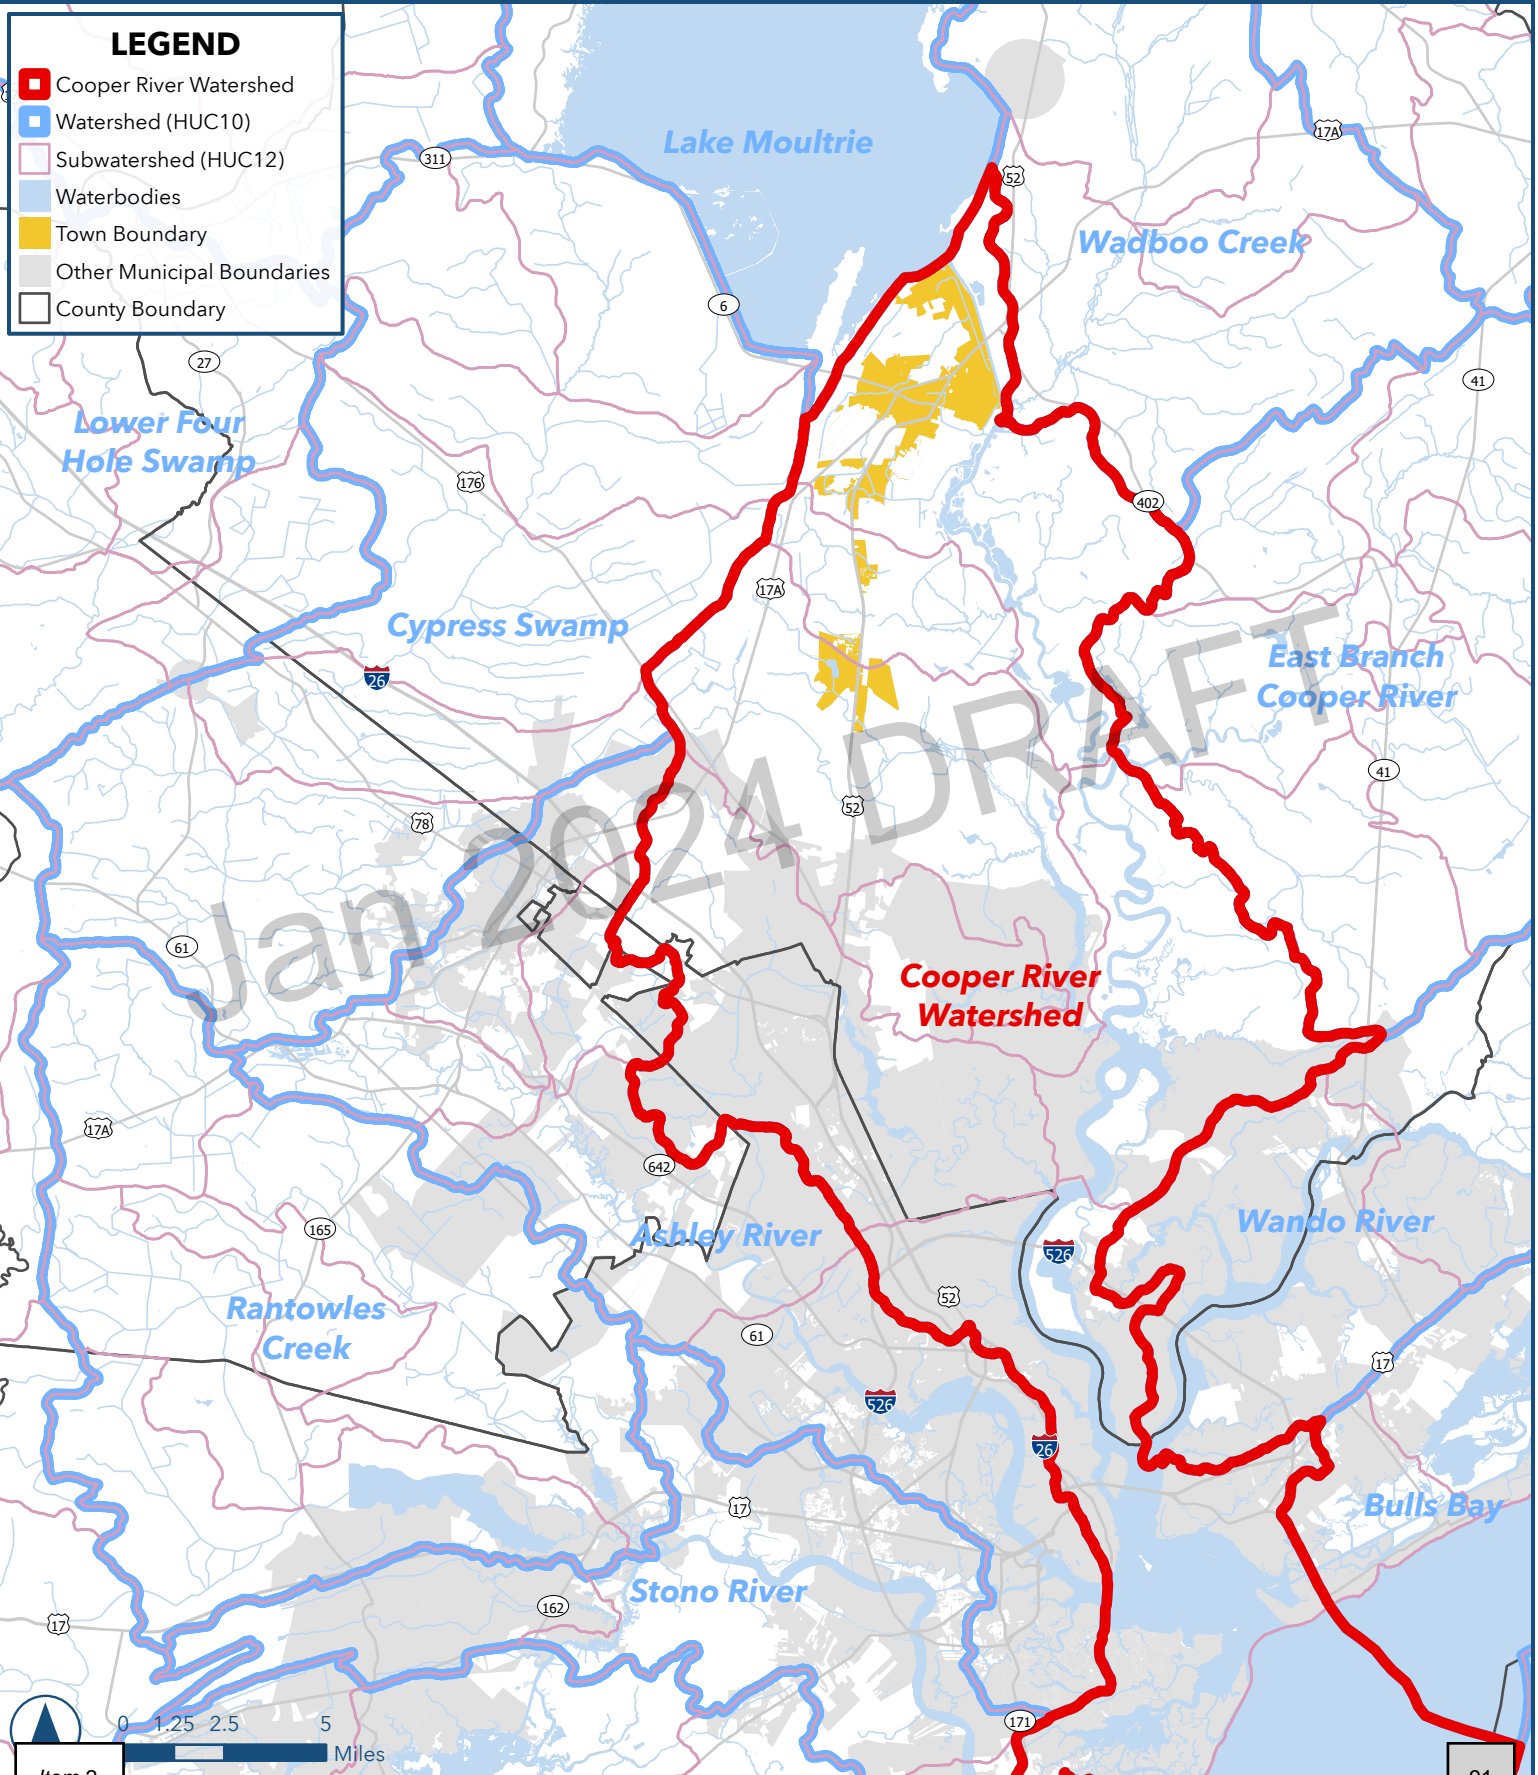 LEGEND
Cooper River Watershed
Watershed (HUC10)
Subwatershed (HUC12)
Waterbodies
Town Boundary
Other Municipal Boundaries
County Boundary
Lake Moultrie
17A
311
52
Wadboo Creek
6
27
41
Lower Four
Hole Swamp
176
402
17A
Cypress Swamp
26
East Branch
Cooper River
41
52
78
Jan 2024 DRAFT
61
Cooper River
Watershed
17A
642
165
Ashley River
Wando River
526
52
Rantowles
Creek
61
17
526
26
17
Bulls Bay
Stono River
162
17
171
0 1.25 2.5 5
Miles